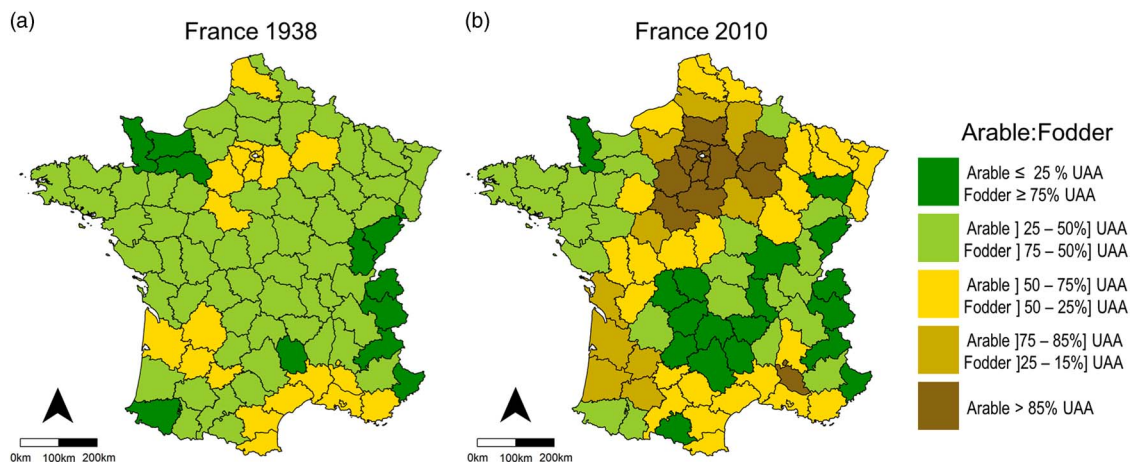 (a)
France 1938
(b)
France 2010
Arable:Fodder
Arable ≤ 25 % UAA
Fodder ≥ 75% UAA
Arable ] 25 – 50%] UAA
Fodder ] 75 – 50%] UAA
Arable ] 50 – 75%] UAA
Fodder ] 50 – 25%] UAA
Arable ]75 – 85%] UAA
Fodder ]25 – 15%] UAA
Arable > 85% UAA
0km 100km 200km
0km 100km 200km